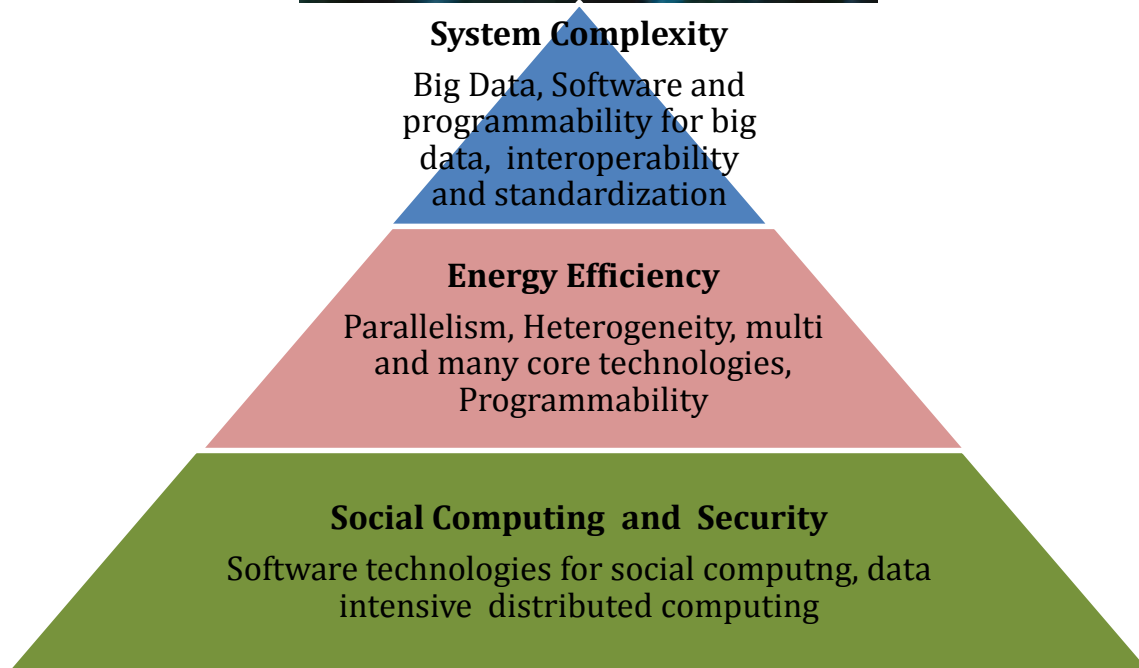 System Complexity
Big Data, Software and
programmability for big
data, interoperability
and standardization
Energy Efficiency
Parallelism, Heterogeneity, multi
and many core technologies,
Programmability
Social Computing and Security
Software technologies for social computng, data
intensive distributed computing